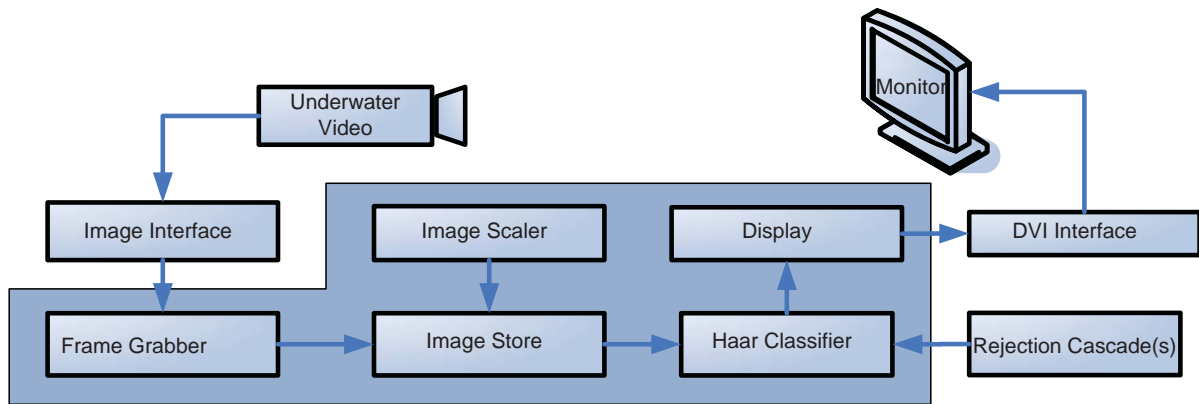 Monitor
Underwater
Video
Image Interface
Image Scaler
Display
DVI Interface
Frame Grabber
Image Store
Haar Classifier
Rejection Cascade(s)